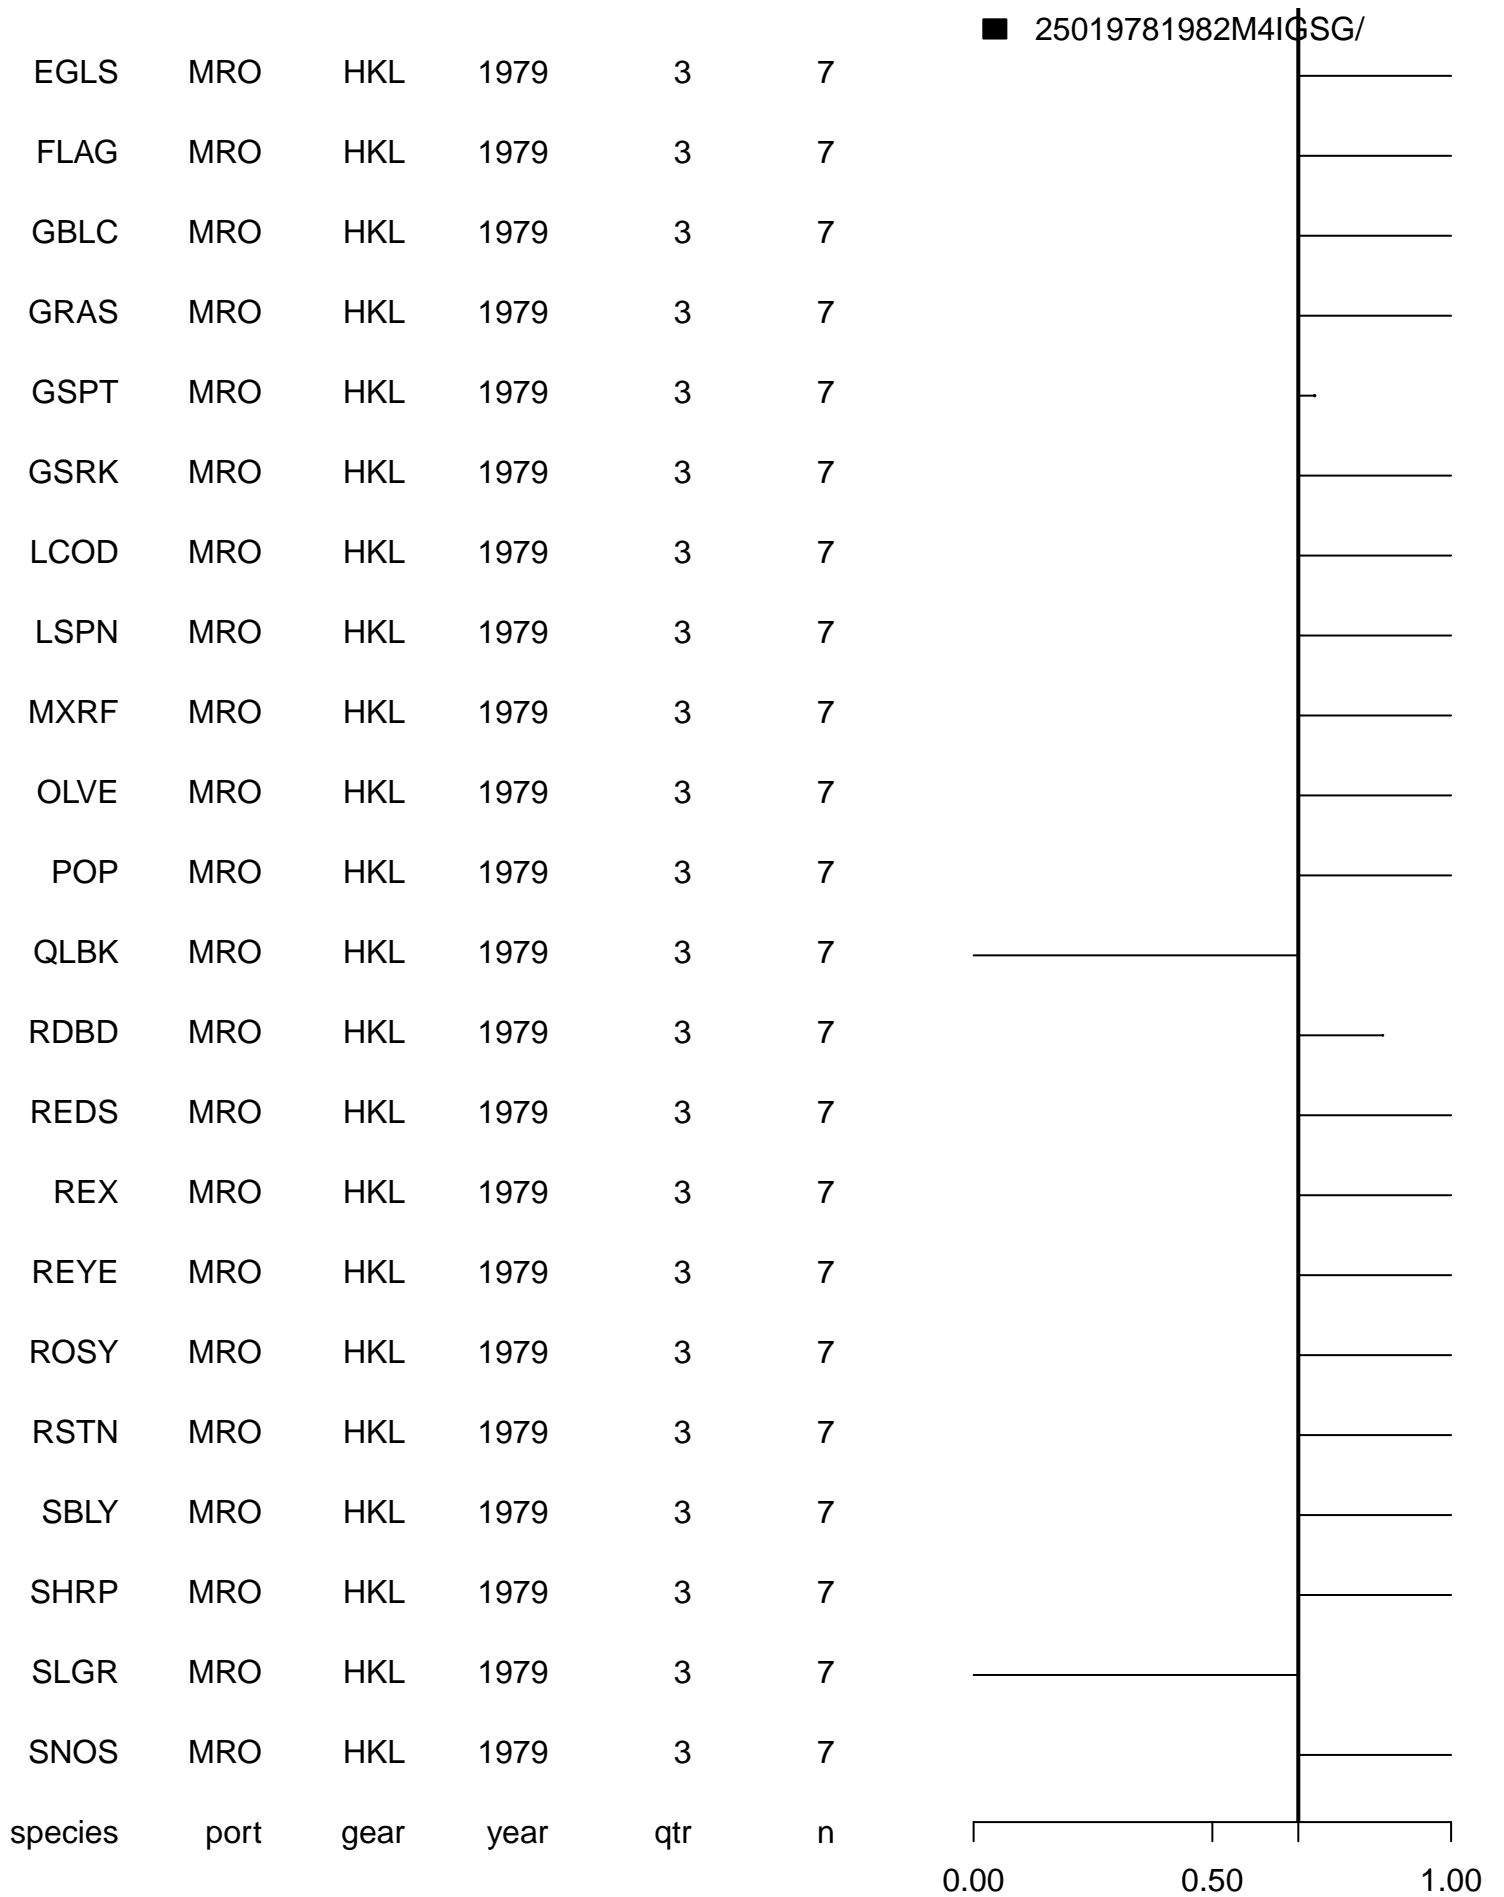 25019781982M4IGSG/
EGLS MRO HKL 1979 3 7
FLAG MRO HKL 1979 3 7
GBLC MRO HKL 1979 3 7
GRAS MRO HKL 1979 3 7
GSPT MRO HKL 1979 3 7
GSRK MRO HKL 1979 3 7
LCOD MRO HKL 1979 3 7
LSPN MRO HKL 1979 3 7
MXRF MRO HKL 1979 3 7
OLVE MRO HKL 1979 3 7
POP MRO HKL 1979 3 7
QLBK MRO HKL 1979 3 7
RDBD MRO HKL 1979 3 7
REDS MRO HKL 1979 3 7
REX MRO HKL 1979 3 7
REYE MRO HKL 1979 3 7
ROSY MRO HKL 1979 3 7
RSTN MRO HKL 1979 3 7
SBLY MRO HKL 1979 3 7
SHRP MRO HKL 1979 3 7
SLGR MRO HKL 1979 3 7
SNOS MRO HKL 1979 3 7
species port gear year qtr n
0.00 0.50 1.00